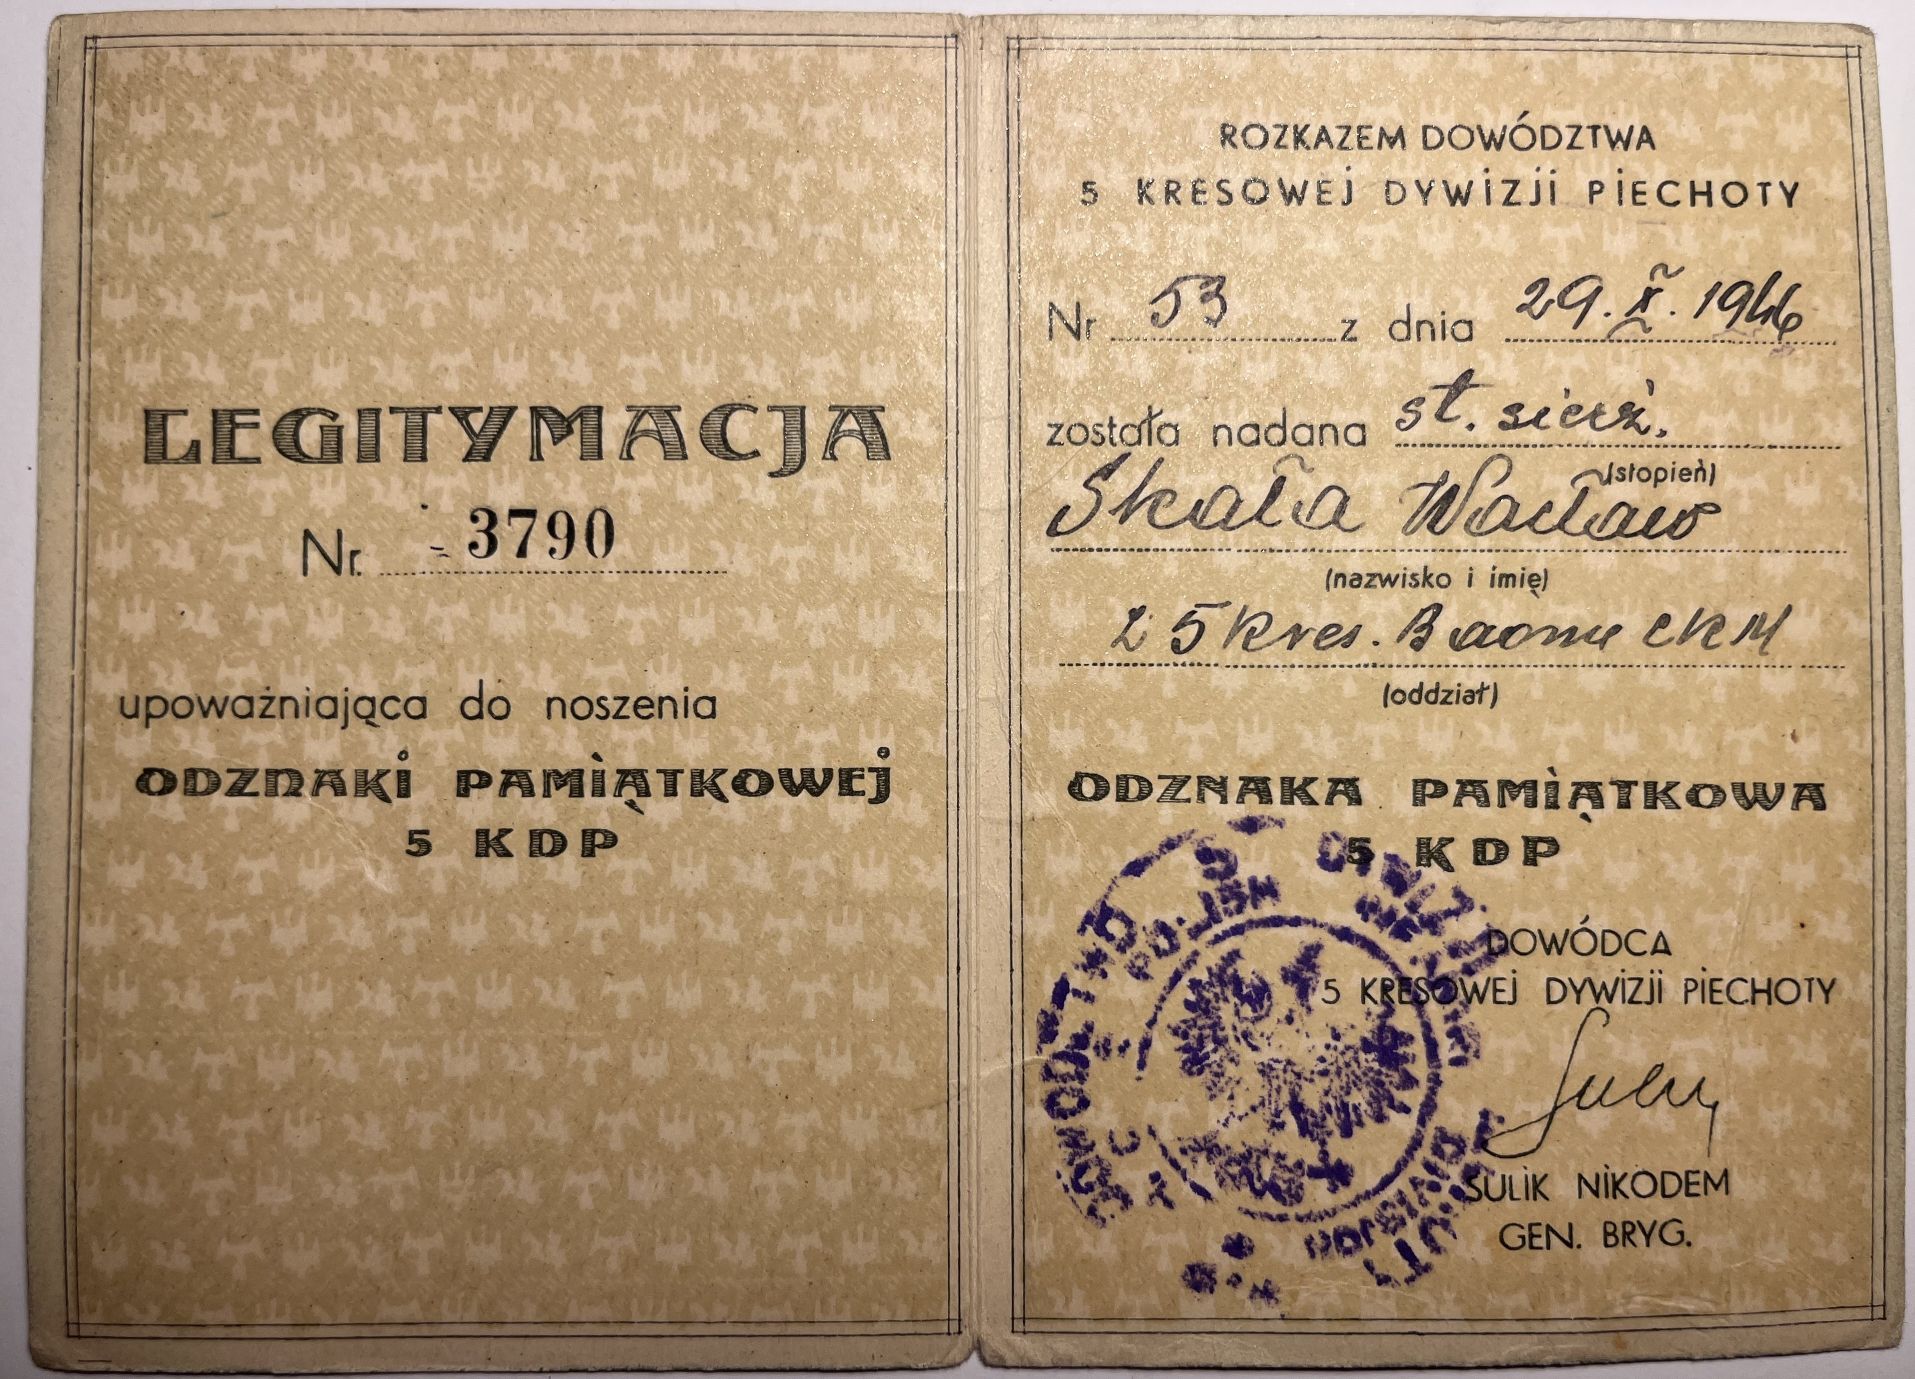 LEGITYMACJA
Nr. 3790
upoważniająca do noszenia
ODZNAKI PAMIĄTKOWEJ
5 KDP
ROZKAZEM DOWÓDZTWA
5 KRESOWEJ DYWIZJI PIECHOTY
Nr 53 z dnia 29. X. 1946
została nadana st. sierż.
(stopień)
Skała Wacław
(nazwisko i imię)
25 kres. Baonu CKM
(oddział)
ODZNAKA PAMIĄTKOWA
5 KDP
DOWÓDCA
5 KRESOWEJ DYWIZJI PIECHOTY
SULIK NIKODEM
GEN. BRYG.
DOWÓDZTWO 5